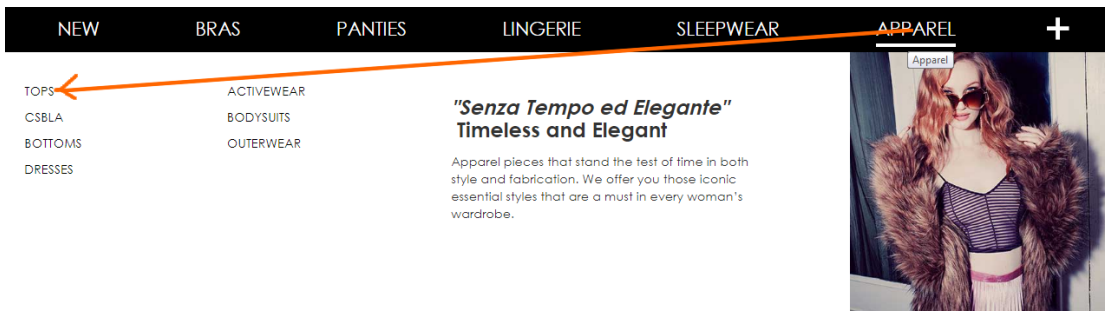 NEW BRAS PANTIES LINGERIE SLEEPWEAR APPAREL +
Apparel
TOPS ACTIVEWEAR
CSBLA BODYSUITS
BOTTOMS OUTERWEAR
DRESSES
"Senza Tempo ed Elegante"
Timeless and Elegant
Apparel pieces that stand the test of time in both
style and fabrication. We offer you those iconic
essential styles that are a must in every woman's
wardrobe.